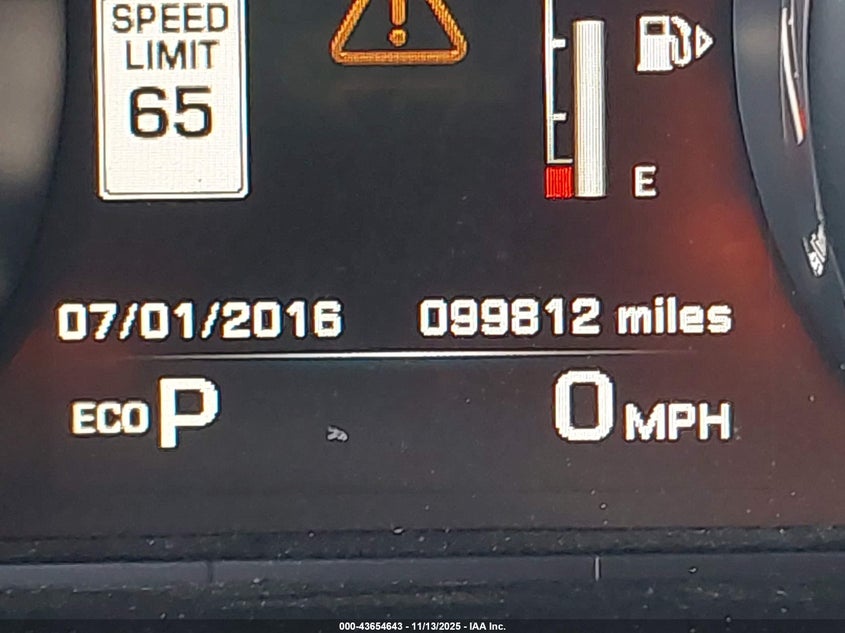 SPEED
LIMIT
65
E
07/01/2016 099812 miles
ECO P 0 MPH
000-43654643 - 11/13/2025 - IAA Inc.